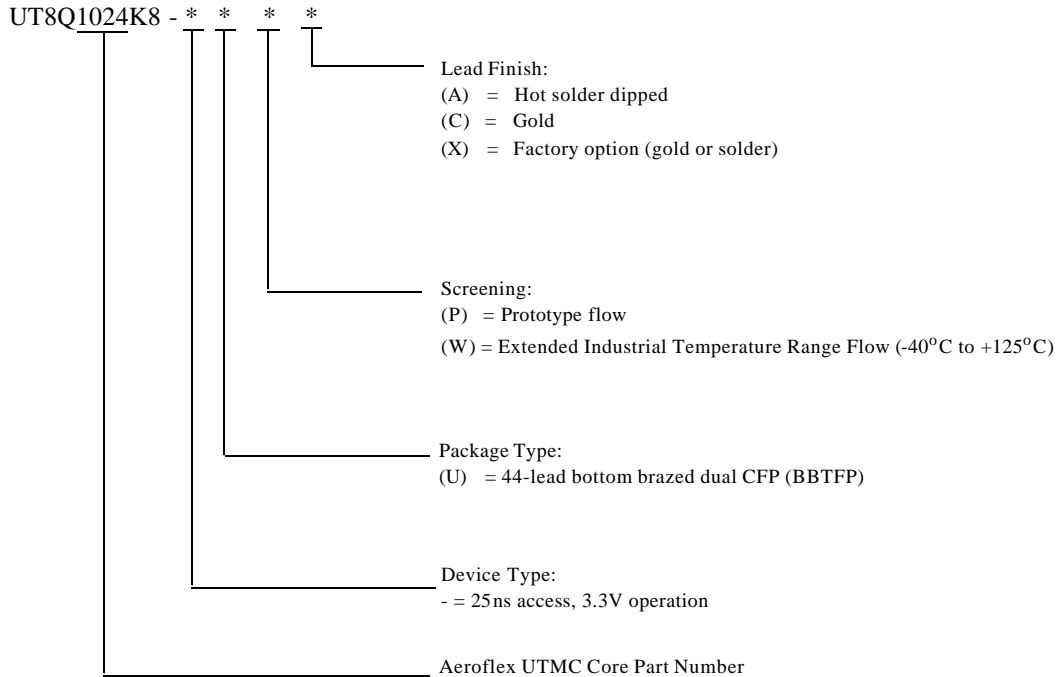 UT8Q1024K8 - * * * *
Lead Finish:
(A) = Hot solder dipped
(C) = Gold
(X) = Factory option (gold or solder)
Screening:
(P) = Prototype flow
(W) = Extended Industrial Temperature Range Flow (-40°C to +125°C)
Package Type:
(U) = 44-lead bottom brazed dual CFP (BBTFP)
Device Type:
- = 25ns access, 3.3V operation
Aeroflex UTMC Core Part Number